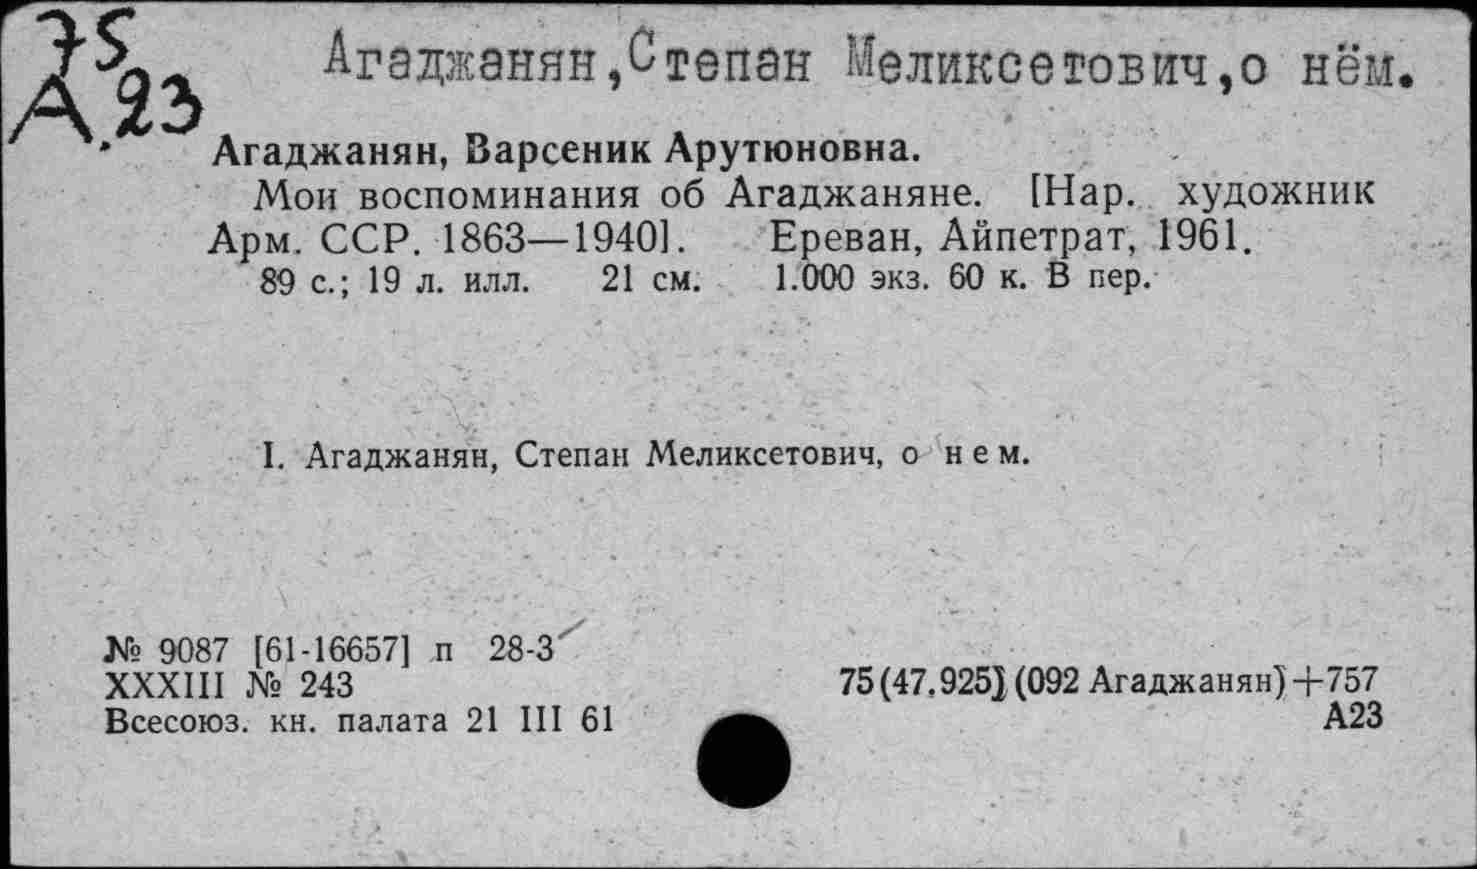 75
А.23
Агаджанян,Степан Меликсетович,о нём.
Агаджанян, Варсеник Арутюновна.
Мои воспоминания об Агаджаняне. [Нар. художник
Арм. ССР. 1863—1940]. Ереван, Айпетрат, 1961.
89 с.; 19 л. илл. 21 см. 1.000 экз. 60 к. В пер.
I. Агаджанян, Степан Меликсетович, о нем.
№ 9087 [61-16657] п 28-3
XXXIII № 243
Всесоюз. кн. палата 21 III 61
75(47.925)(092 Агаджанян)+757
А23